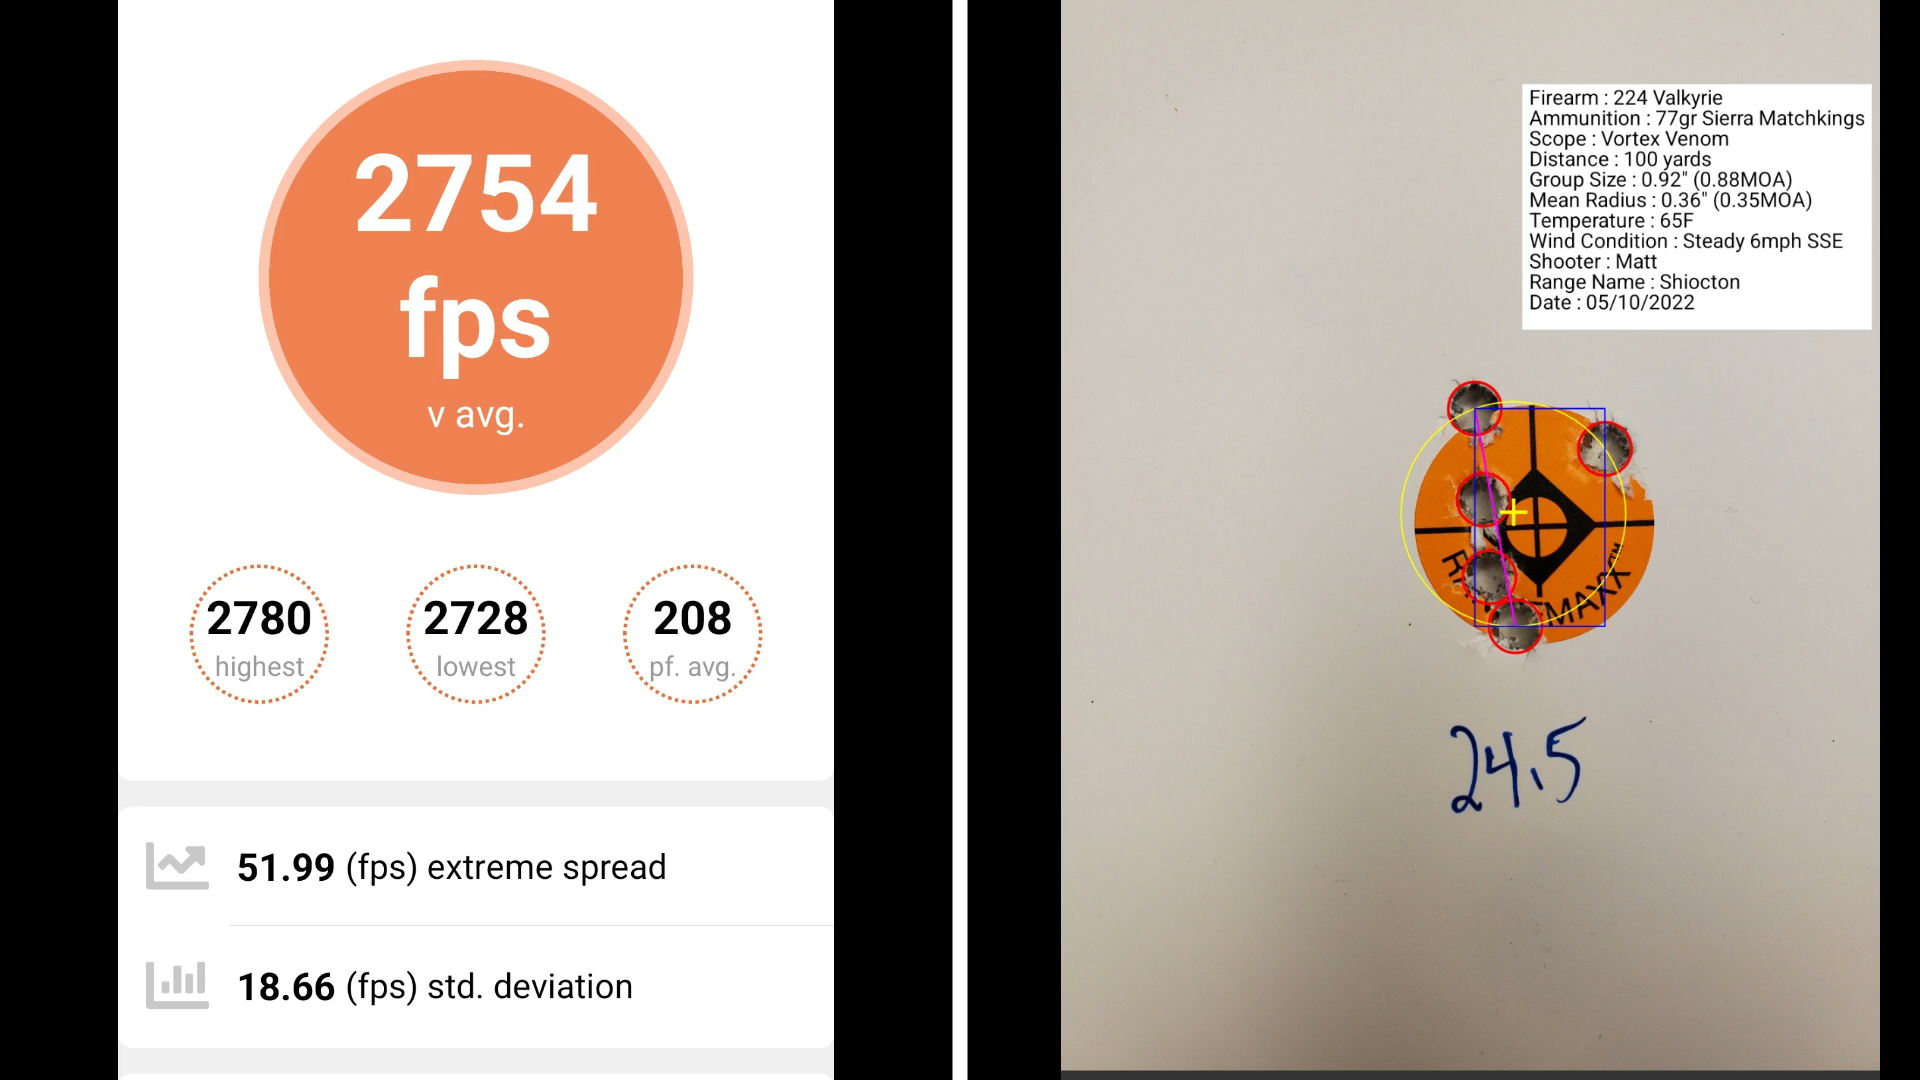 2754
fps
v avg.
2780
highest
2728
lowest
208
pf. avg.
51.99 (fps) extreme spread
18.66 (fps) std. deviation
Firearm : 224 Valkyrie
Ammunition : 77gr Sierra Matchkings
Scope : Vortex Venom
Distance : 100 yards
Group Size : 0.92" (0.88MOA)
Mean Radius : 0.36" (0.35MOA)
Temperature : 65F
Wind Condition : Steady 6mph SSE
Shooter : Matt
Range Name : Shiocton
Date : 05/10/2022
24.5